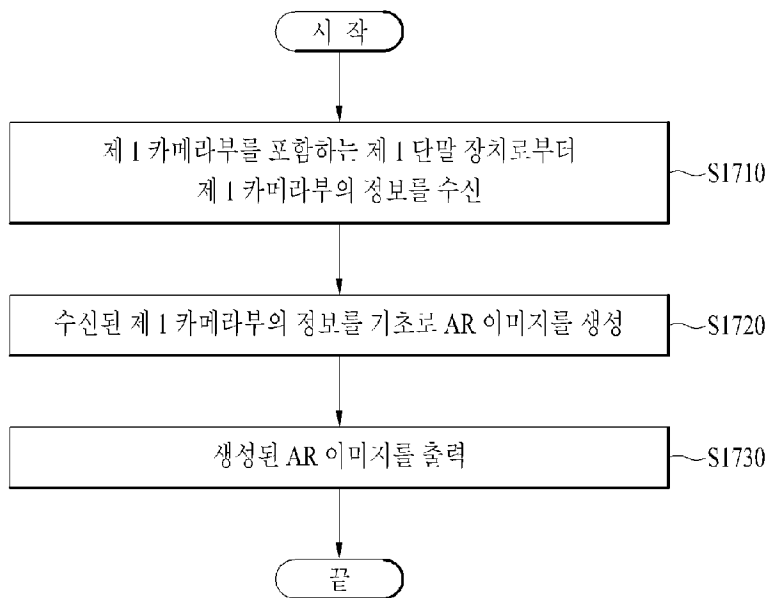 시 작
제 1 카메라부를 포함하는 제 1 단말 장치로부터
제 1 카메라부의 정보를 수신
S1710
수신된 제 1 카메라부의 정보를 기초로 AR 이미지를 생성
S1720
생성된 AR 이미지를 출력
S1730
끝